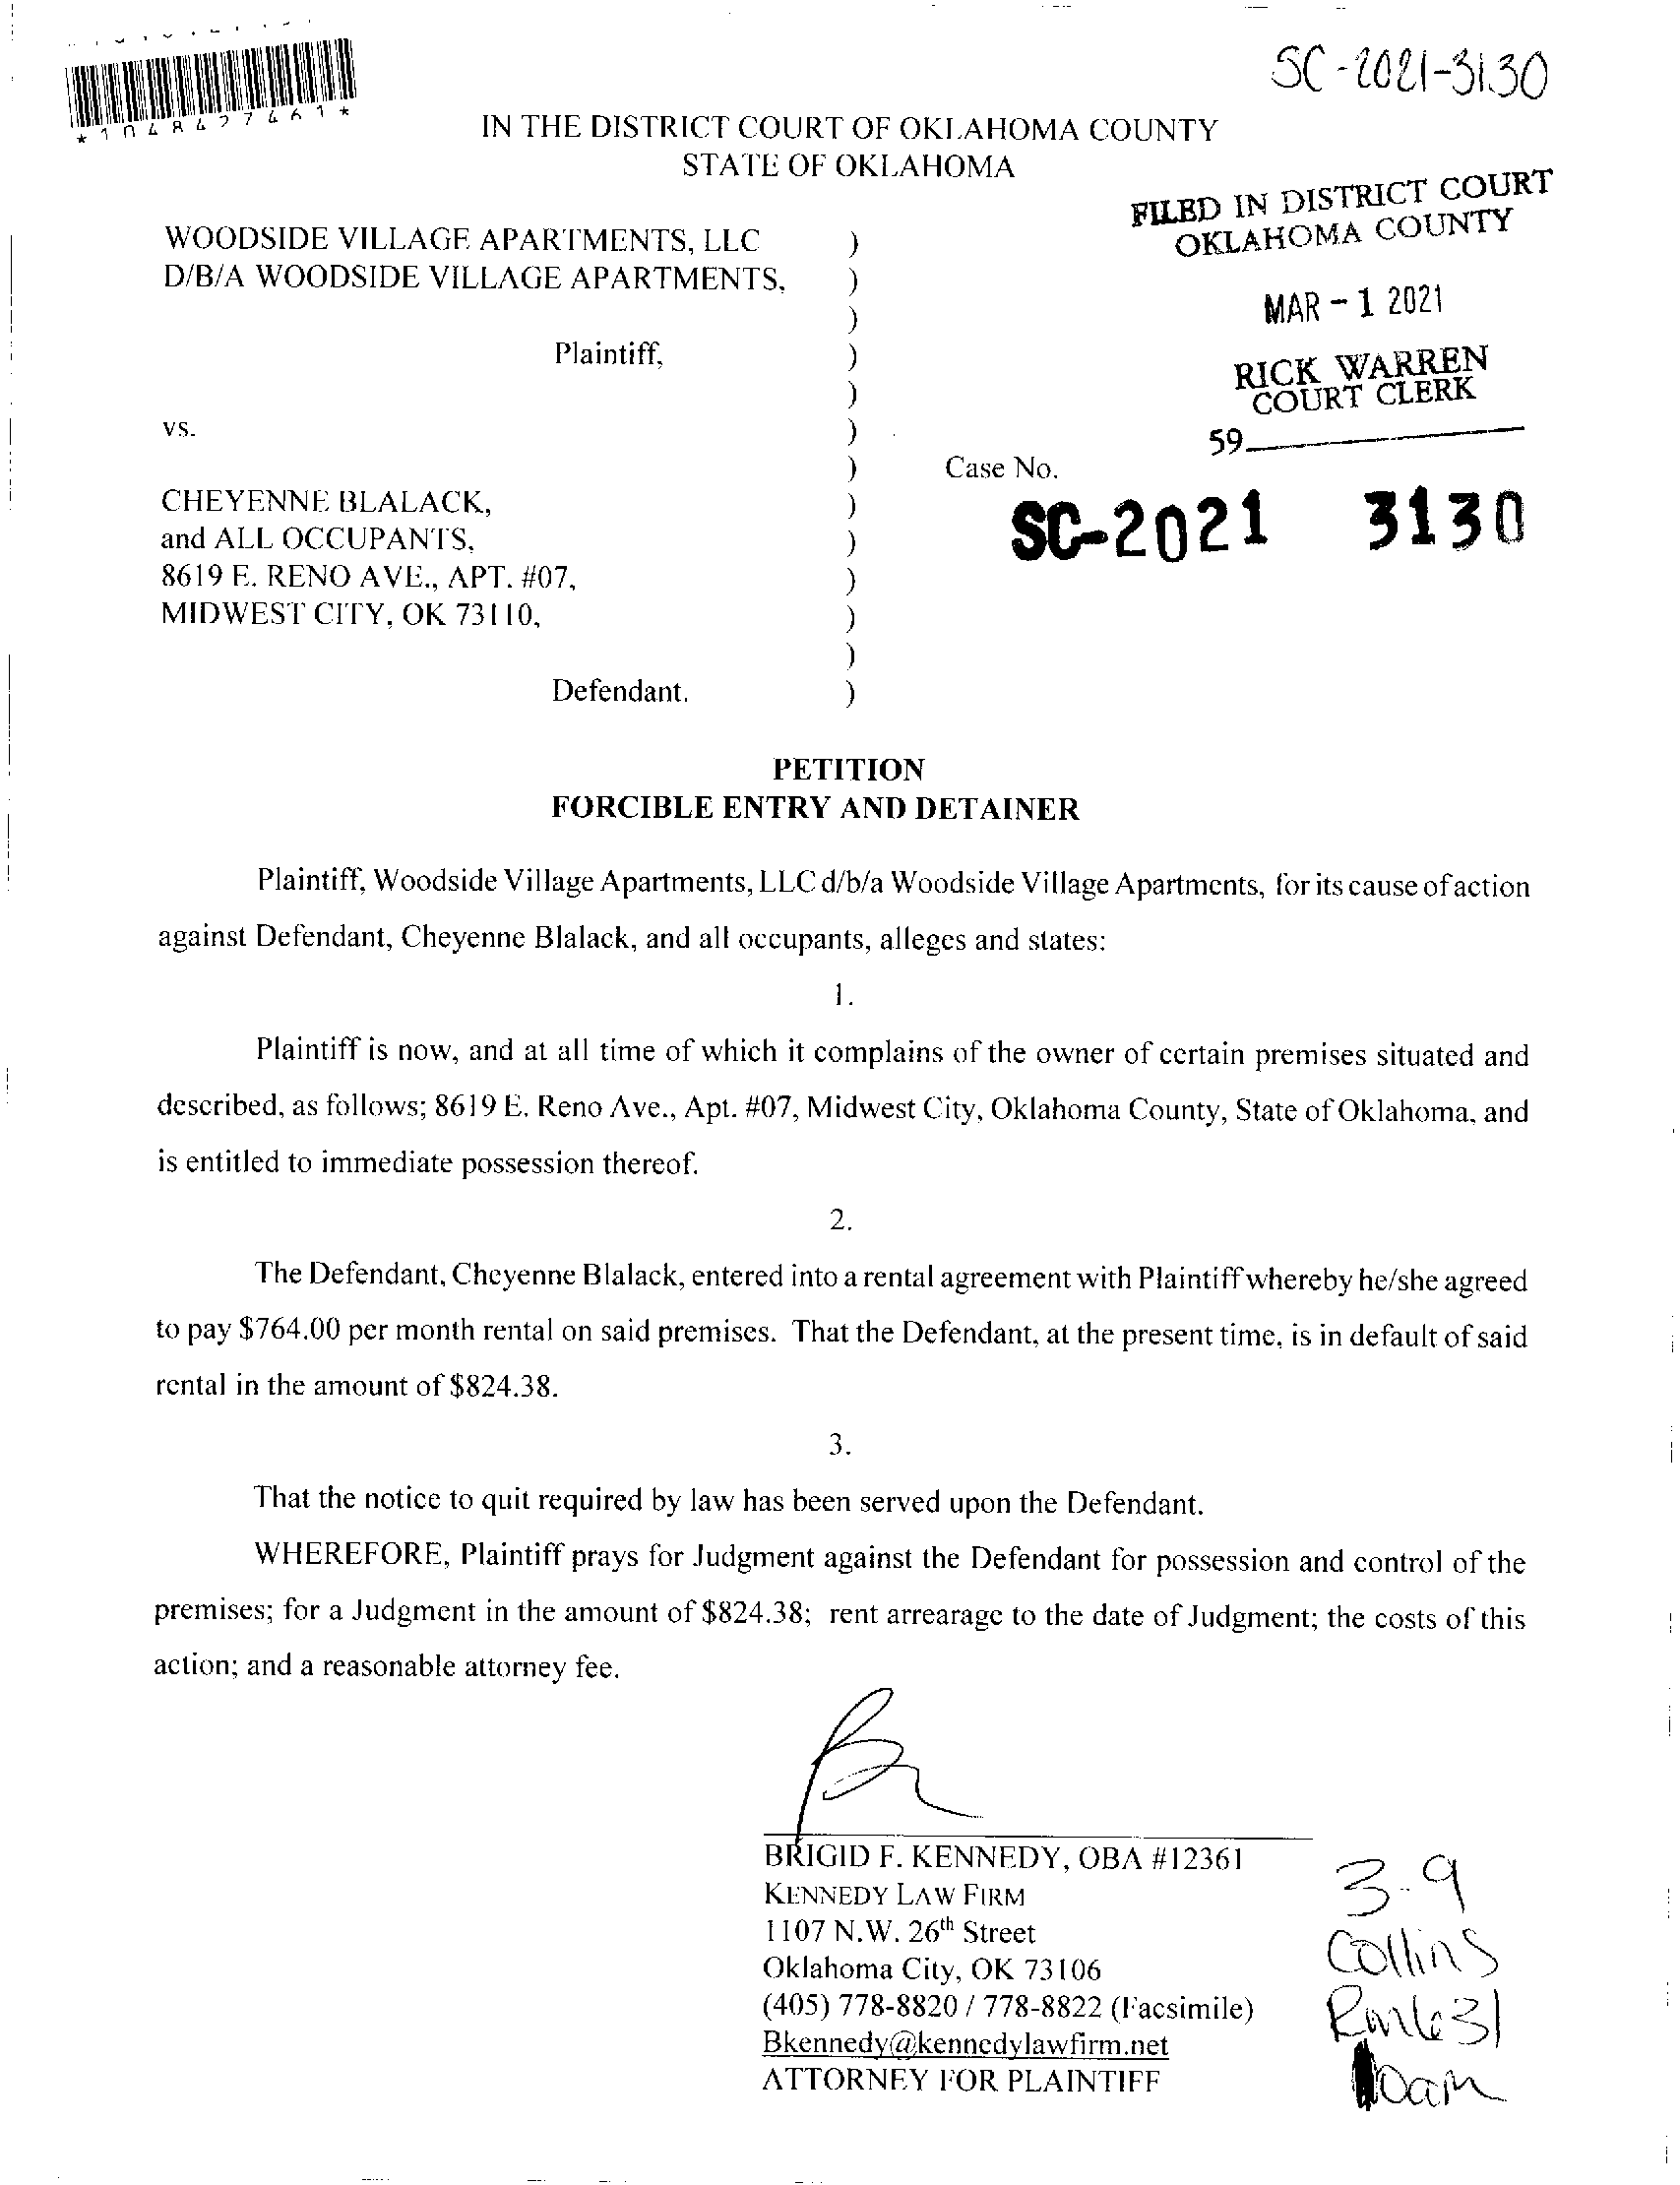 SC-2021-3130
*1048427461*
IN THE DISTRICT COURT OF OKLAHOMA COUNTY
STATE OF OKLAHOMA
FILED IN DISTRICT COURT
OKLAHOMA COUNTY
MAR - 1 2021
RICK WARREN
COURT CLERK
59
WOODSIDE VILLAGE APARTMENTS, LLC )
D/B/A WOODSIDE VILLAGE APARTMENTS, )
)
Plaintiff, )
)
vs. )
) Case No.
CHEYENNE BLALACK, )
SC-2021 3130
and ALL OCCUPANTS, )
8619 E. RENO AVE., APT. #07, )
MIDWEST CITY, OK 73110, )
)
Defendant. )
PETITION
FORCIBLE ENTRY AND DETAINER
Plaintiff, Woodside Village Apartments, LLC d/b/a Woodside Village Apartments, for its cause of action
against Defendant, Cheyenne Blalack, and all occupants, alleges and states:
1.
Plaintiff is now, and at all time of which it complains of the owner of certain premises situated and
described, as follows; 8619 E. Reno Ave., Apt. #07, Midwest City, Oklahoma County, State of Oklahoma, and
is entitled to immediate possession thereof.
2.
The Defendant, Cheyenne Blalack, entered into a rental agreement with Plaintiff whereby he/she agreed
to pay $764.00 per month rental on said premises. That the Defendant, at the present time, is in default of said
rental in the amount of $824.38.
3.
That the notice to quit required by law has been served upon the Defendant.
WHEREFORE, Plaintiff prays for Judgment against the Defendant for possession and control of the
premises; for a Judgment in the amount of $824.38; rent arrearage to the date of Judgment; the costs of this
action; and a reasonable attorney fee.
BRIGID F. KENNEDY, OBA #12361
KENNEDY LAW FIRM
1107 N.W. 26th Street
Oklahoma City, OK 73106
(405) 778-8820 / 778-8822 (Facsimile)
Bkennedy@kennedylawfirm.net
ATTORNEY FOR PLAINTIFF
3-9
Collins
Rm 631
10am